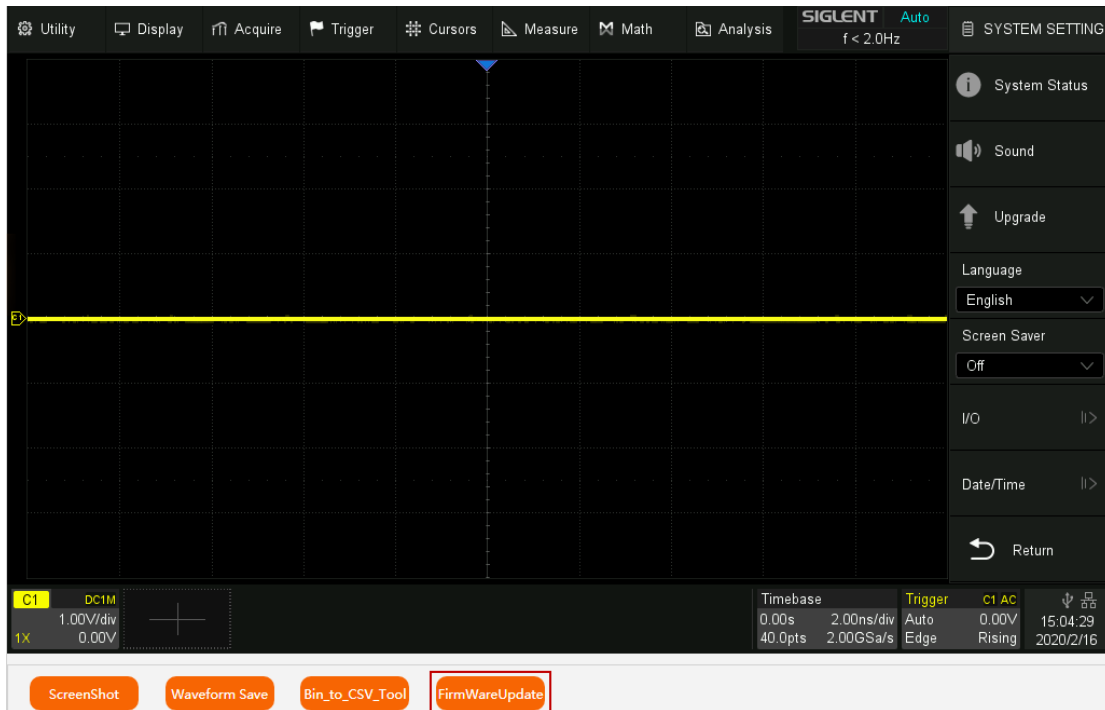 Utility Display Acquire Trigger Cursors Measure Math Analysis SIGLENT Auto
f < 2.0Hz
SYSTEM SETTING
System Status
Sound
Upgrade
Language
English
Screen Saver
Off
I/O
Date/Time
Return
C1
C1 DC1M
1.00V/div
1X 0.00V
Timebase
0.00s 2.00ns/div
40.0pts 2.00GSa/s
Trigger C1 AC
Auto 0.00V
Edge Rising
15:04:29
2020/2/16
ScreenShot Waveform Save Bin_to_CSV_Tool FirmWareUpdate